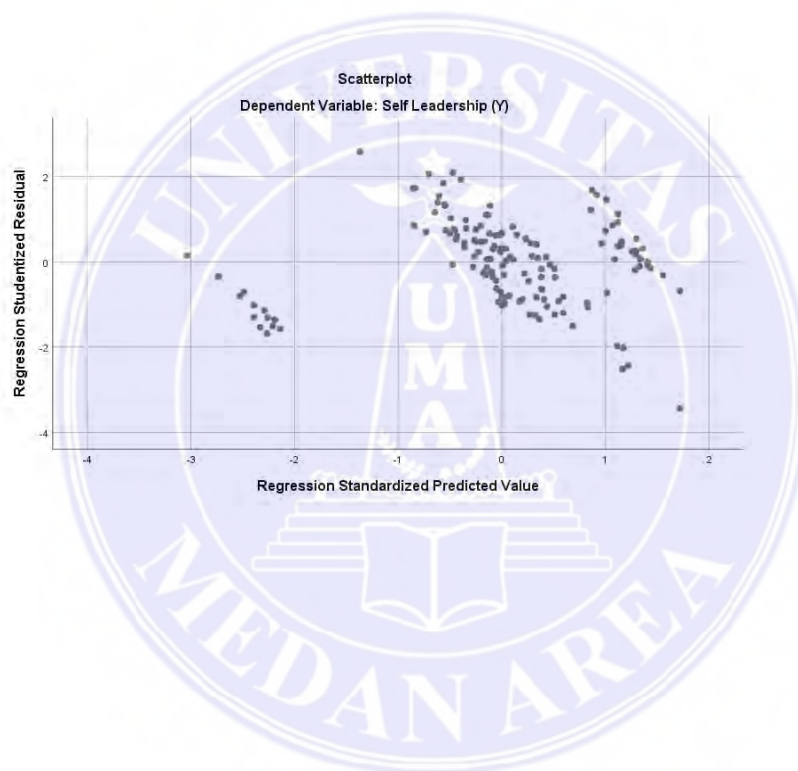 Scatterplot
Dependent Variable: Self Leadership (Y)
Regression Studentized Residual
2
0
-2
-4
-4
-3
-2
-1
0
1
2
Regression Standardized Predicted Value
UNIVERSITAS
UMA
MEDAN AREA